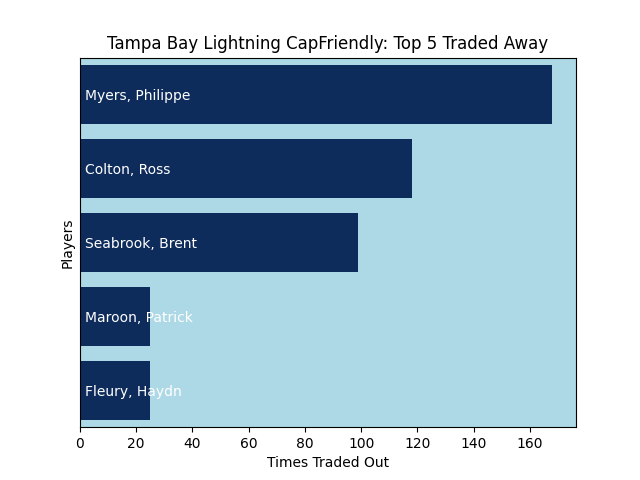 Tampa Bay Lightning CapFriendly: Top 5 Traded Away
Players
Myers, Philippe
Colton, Ross
Seabrook, Brent
Maroon, Patrick
Fleury, Haydn
0 20 40 60 80 100 120 140 160
Times Traded Out